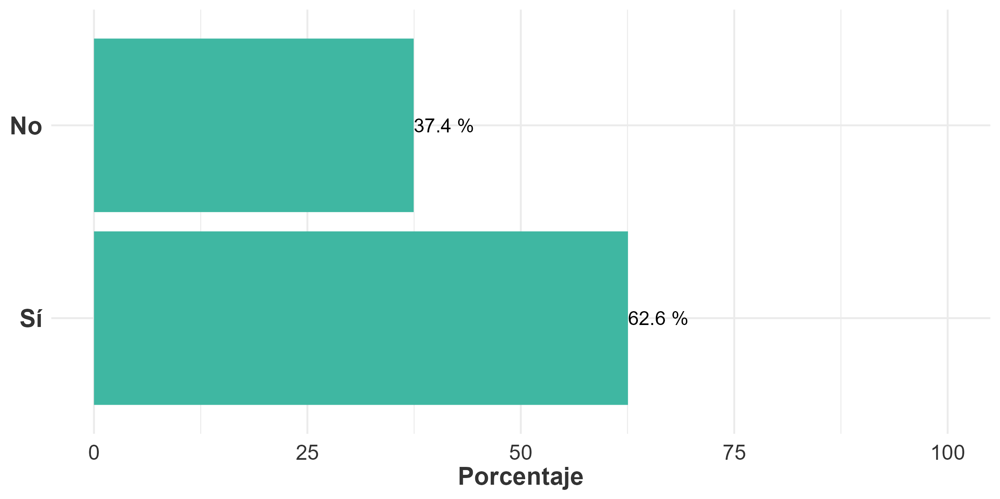 No
37.4 %
Sí
62.6 %
0 25 50 75 100
Porcentaje